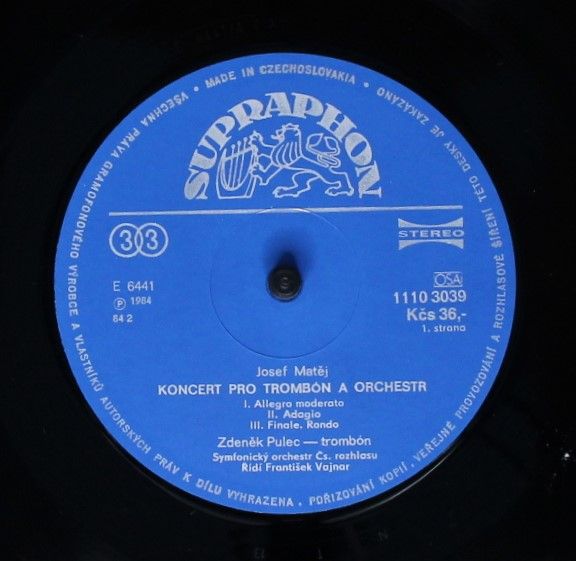 VŠECHNA PRÁVA GRAMOFONOVÉHO VÝROBCE A VLASTNÍKŮ AUTORSKÝCH PRÁV K DÍLU VYHRAZENA. POŘIZOVÁNÍ KOPIÍ, VEŘEJNÉ PROVOZOVÁNÍ A ROZHLASOVÉ ŠÍŘENÍ TÉTO DESKY JE ZAKÁZÁNO • MADE IN CZECHOSLOVAKIA •
SUPRAPHON
33
STEREO
E 6441
Ⓟ 1984
84 2
OSA
1110 3039
Kčs 36,-
1. strana
Josef Matěj
KONCERT PRO TROMBÓN A ORCHESTR
I. Allegro moderato
II. Adagio
III. Finale. Rondo
Zdeněk Pulec — trombón
Symfonický orchestr Čs. rozhlasu
Řídí František Vajnar